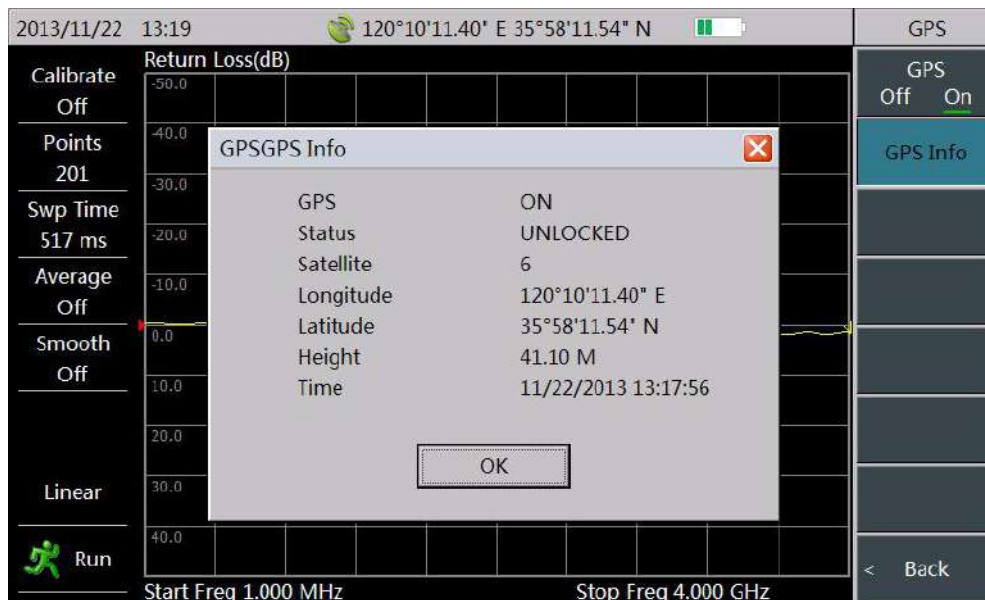 2013/11/22 13:19 120°10'11.40" E 35°58'11.54" N GPS
Calibrate
Off
Points
201
Swp Time
517 ms
Average
Off
Smooth
Off
Linear
Run
Return Loss(dB)
-50.0
-40.0
-30.0
-20.0
-10.0
0.0
10.0
20.0
30.0
40.0
Start Freq 1.000 MHz Stop Freq 4.000 GHz
GPSGPS Info
GPS ON
Status UNLOCKED
Satellite 6
Longitude 120°10'11.40" E
Latitude 35°58'11.54" N
Height 41.10 M
Time 11/22/2013 13:17:56
OK
GPS
Off On
GPS Info
< Back